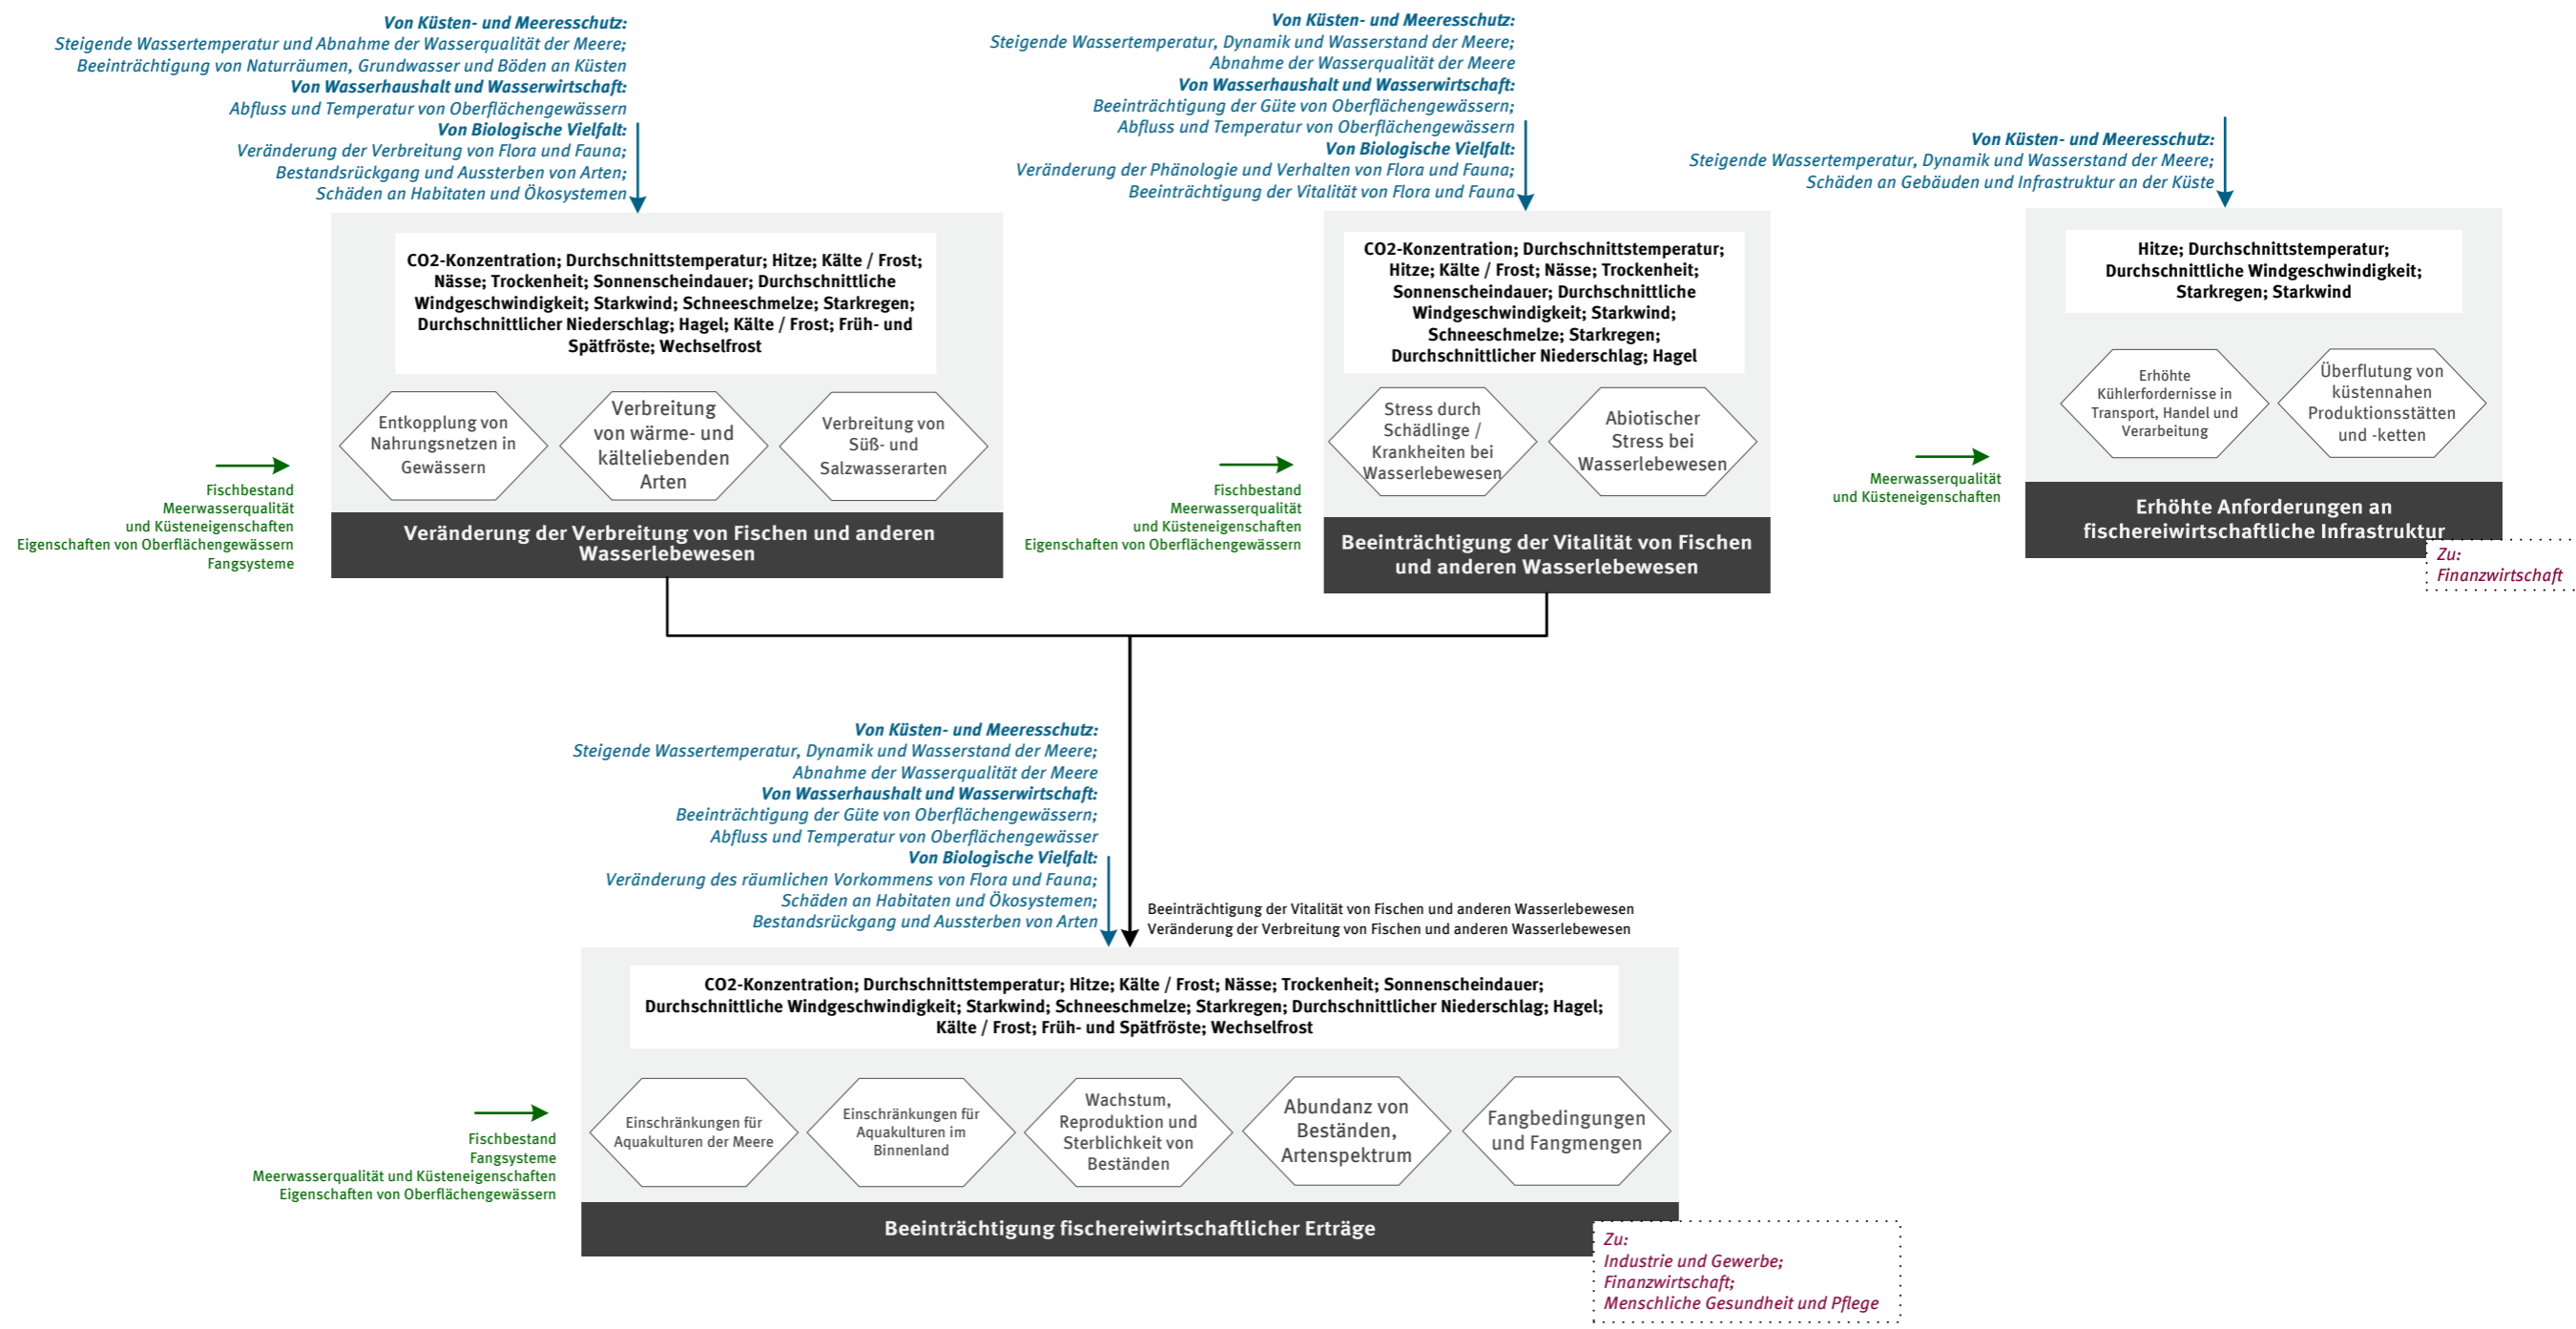 Von Küsten- und Meeresschutz:
Steigende Wassertemperatur und Abnahme der Wasserqualität der Meere;
Beeinträchtigung von Naturräumen, Grundwasser und Böden an Küsten
Von Wasserhaushalt und Wasserwirtschaft:
Abfluss und Temperatur von Oberflächengewässern
Von Biologische Vielfalt:
Veränderung der Verbreitung von Flora und Fauna;
Bestandsrückgang und Aussterben von Arten;
Schäden an Habitaten und Ökosystemen
CO2-Konzentration; Durchschnittstemperatur; Hitze; Kälte / Frost;
Nässe; Trockenheit; Sonnenscheindauer; Durchschnittliche
Windgeschwindigkeit; Starkwind; Schneeschmelze; Starkregen;
Durchschnittlicher Niederschlag; Hagel; Kälte / Frost; Früh- und
Spätfröste; Wechselfrost
Entkopplung von
Nahrungsnetzen in
Gewässern
Verbreitung
von wärme- und
kälteliebenden
Arten
Verbreitung von
Süß- und
Salzwasserarten
Fischbestand
Meerwasserqualität
und Küsteneigenschaften
Eigenschaften von Oberflächengewässern
Fangsysteme
Veränderung der Verbreitung von Fischen und anderen
Wasserlebewesen
Von Küsten- und Meeresschutz:
Steigende Wassertemperatur, Dynamik und Wasserstand der Meere;
Abnahme der Wasserqualität der Meere
Von Wasserhaushalt und Wasserwirtschaft:
Beeinträchtigung der Güte von Oberflächengewässern;
Abfluss und Temperatur von Oberflächengewässern
Von Biologische Vielfalt:
Veränderung der Phänologie und Verhalten von Flora und Fauna;
Beeinträchtigung der Vitalität von Flora und Fauna
CO2-Konzentration; Durchschnittstemperatur;
Hitze; Kälte / Frost; Nässe; Trockenheit;
Sonnenscheindauer; Durchschnittliche
Windgeschwindigkeit; Starkwind;
Schneeschmelze; Starkregen;
Durchschnittlicher Niederschlag; Hagel
Stress durch
Schädlinge /
Krankheiten bei
Wasserlebewesen
Abiotischer
Stress bei
Wasserlebewesen
Fischbestand
Meerwasserqualität
und Küsteneigenschaften
Eigenschaften von Oberflächengewässern
Beeinträchtigung der Vitalität von Fischen
und anderen Wasserlebewesen
Von Küsten- und Meeresschutz:
Steigende Wassertemperatur, Dynamik und Wasserstand der Meere;
Schäden an Gebäuden und Infrastruktur an der Küste
Hitze; Durchschnittstemperatur;
Durchschnittliche Windgeschwindigkeit;
Starkregen; Starkwind
Erhöhte
Kühlerfordernisse in
Transport, Handel und
Verarbeitung
Überflutung von
küstennahen
Produktionsstätten
und -ketten
Meerwasserqualität
und Küsteneigenschaften
Erhöhte Anforderungen an
fischereiwirtschaftliche Infrastruktur
Zu:
Finanzwirtschaft
Von Küsten- und Meeresschutz:
Steigende Wassertemperatur, Dynamik und Wasserstand der Meere;
Abnahme der Wasserqualität der Meere
Von Wasserhaushalt und Wasserwirtschaft:
Beeinträchtigung der Güte von Oberflächengewässern;
Abfluss und Temperatur von Oberflächengewässer
Von Biologische Vielfalt:
Veränderung des räumlichen Vorkommens von Flora und Fauna;
Schäden an Habitaten und Ökosystemen;
Bestandsrückgang und Aussterben von Arten
Beeinträchtigung der Vitalität von Fischen und anderen Wasserlebewesen
Veränderung der Verbreitung von Fischen und anderen Wasserlebewesen
CO2-Konzentration; Durchschnittstemperatur; Hitze; Kälte / Frost; Nässe; Trockenheit; Sonnenscheindauer;
Durchschnittliche Windgeschwindigkeit; Starkwind; Schneeschmelze; Starkregen; Durchschnittlicher Niederschlag; Hagel;
Kälte / Frost; Früh- und Spätfröste; Wechselfrost
Einschränkungen für
Aquakulturen der Meere
Einschränkungen für
Aquakulturen im
Binnenland
Wachstum,
Reproduktion und
Sterblichkeit von
Beständen
Abundanz von
Beständen,
Artenspektrum
Fangbedingungen
und Fangmengen
Fischbestand
Fangsysteme
Meerwasserqualität und Küsteneigenschaften
Eigenschaften von Oberflächengewässern
Beeinträchtigung fischereiwirtschaftlicher Erträge
Zu:
Industrie und Gewerbe;
Finanzwirtschaft;
Menschliche Gesundheit und Pflege